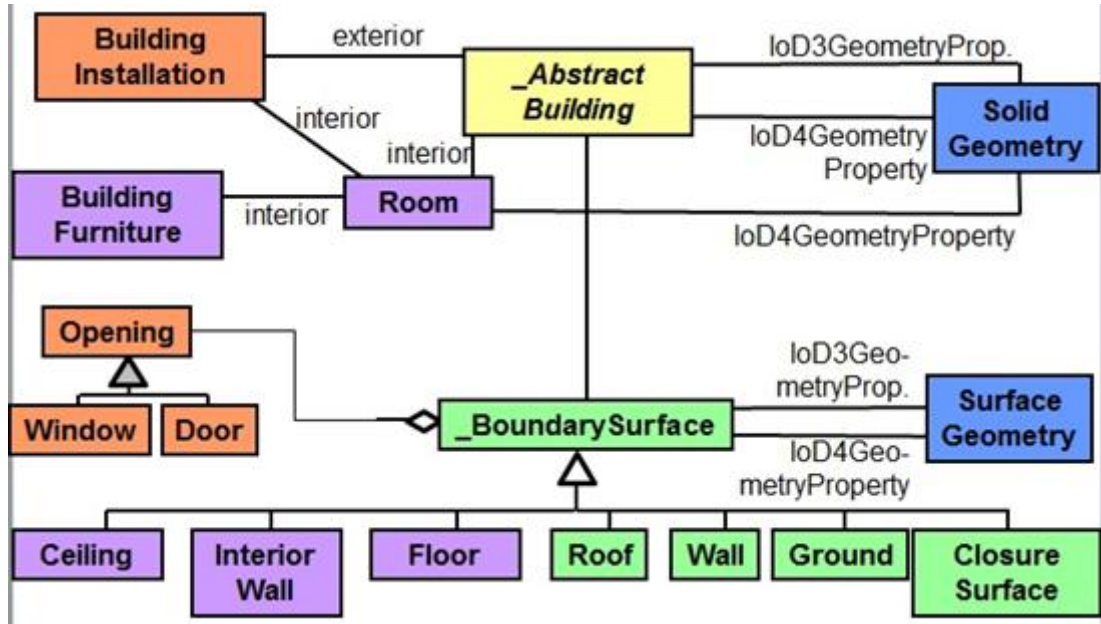 Building
Installation
exterior
_Abstract
Building
loD3GeometryProp.
Solid
Geometry
interior
interior
loD4Geometry
Property
Building
Furniture
interior
Room
loD4GeometryProperty
Opening
Window
Door
_BoundarySurface
loD3Geo-
metryProp.
Surface
Geometry
loD4Geo-
metryProperty
Ceiling
Interior
Wall
Floor
Roof
Wall
Ground
Closure
Surface